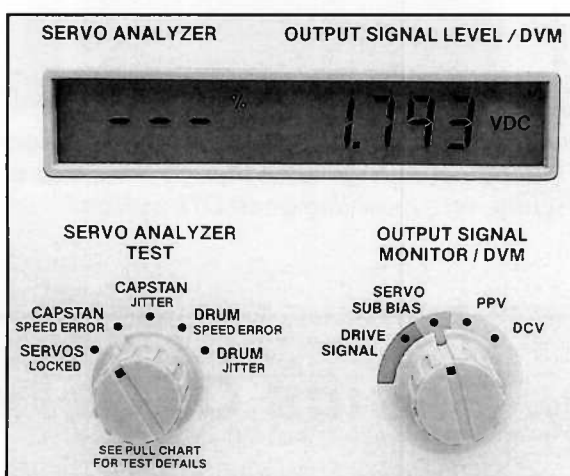 SERVO ANALYZER
OUTPUT SIGNAL LEVEL / DVM
--- %
1.793 VDC
SERVO ANALYZER
TEST
CAPSTAN
JITTER
CAPSTAN
SPEED ERROR
DRUM
SPEED ERROR
SERVOS
LOCKED
DRUM
JITTER
SEE PULL CHART
FOR TEST DETAILS
OUTPUT SIGNAL
MONITOR / DVM
SERVO
SUB BIAS
PPV
DRIVE
SIGNAL
DCV